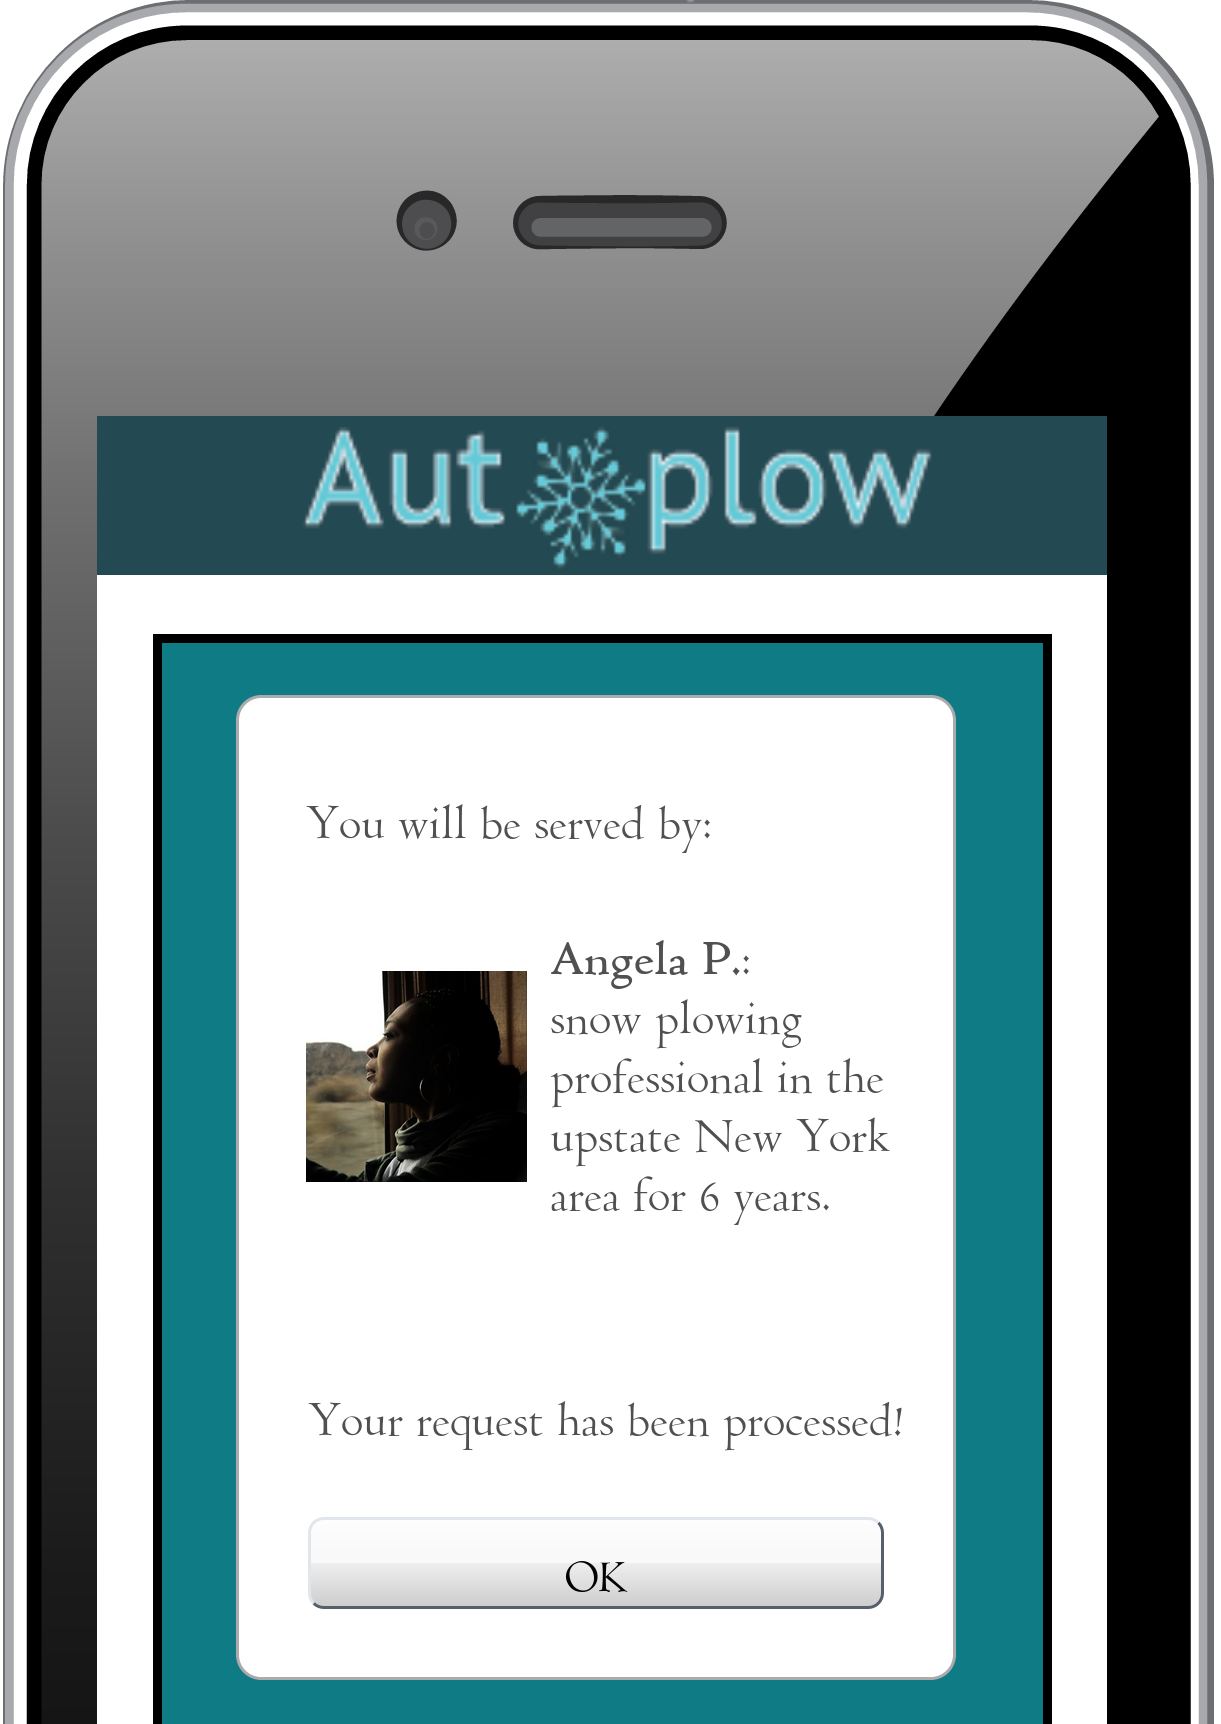 Aut plow
You will be served by:
Angela P.:
snow plowing
professional in the
upstate New York
area for 6 years.
Your request has been processed!
OK